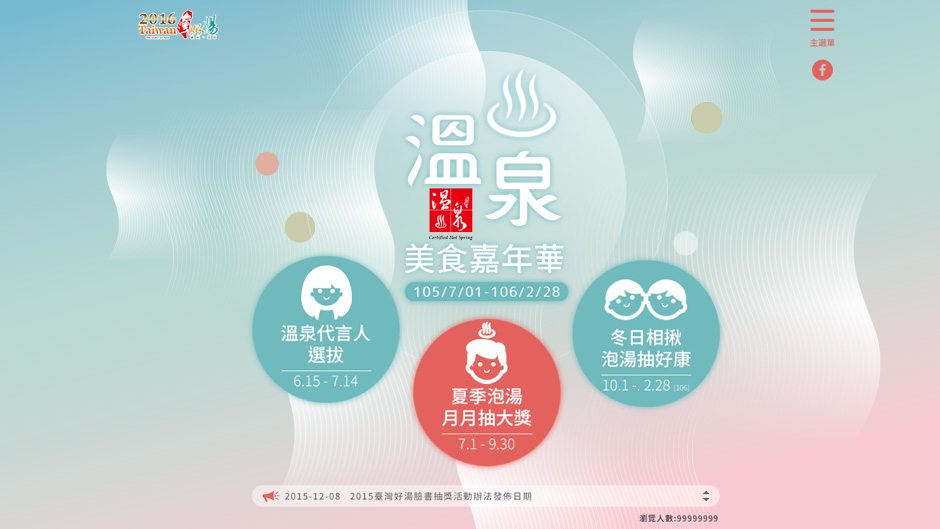 2016
Taiwan
主選單
溫泉
溫泉
Certified Hot Spring
美食嘉年華
105/7/01-106/2/28
溫泉代言人
選拔
6.15 - 7.14
夏季泡湯
月月抽大獎
7.1 - 9.30
冬日相揪
泡湯抽好康
10.1 -. 2.28 (106)
2015-12-08 2015臺灣好湯臉書抽獎活動辦法發佈日期
瀏覽人數:99999999